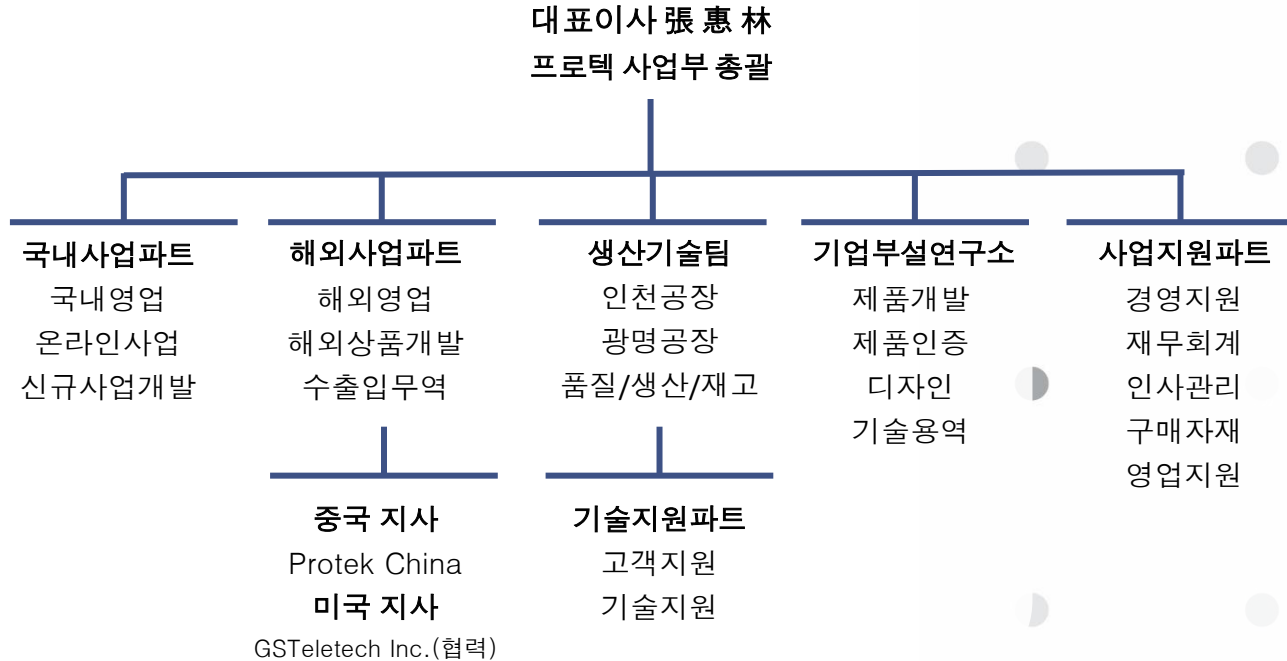 대표이사 張 惠 林
프로텍 사업부 총괄
국내사업파트
국내영업
온라인사업
신규사업개발
해외사업파트
해외영업
해외상품개발
수출입무역
중국 지사
Protek China
미국 지사
GSTeletech Inc.(협력)
생산기술팀
인천공장
광명공장
품질/생산/재고
기술지원파트
고객지원
기술지원
기업부설연구소
제품개발
제품인증
디자인
기술용역
사업지원파트
경영지원
재무회계
인사관리
구매자재
영업지원